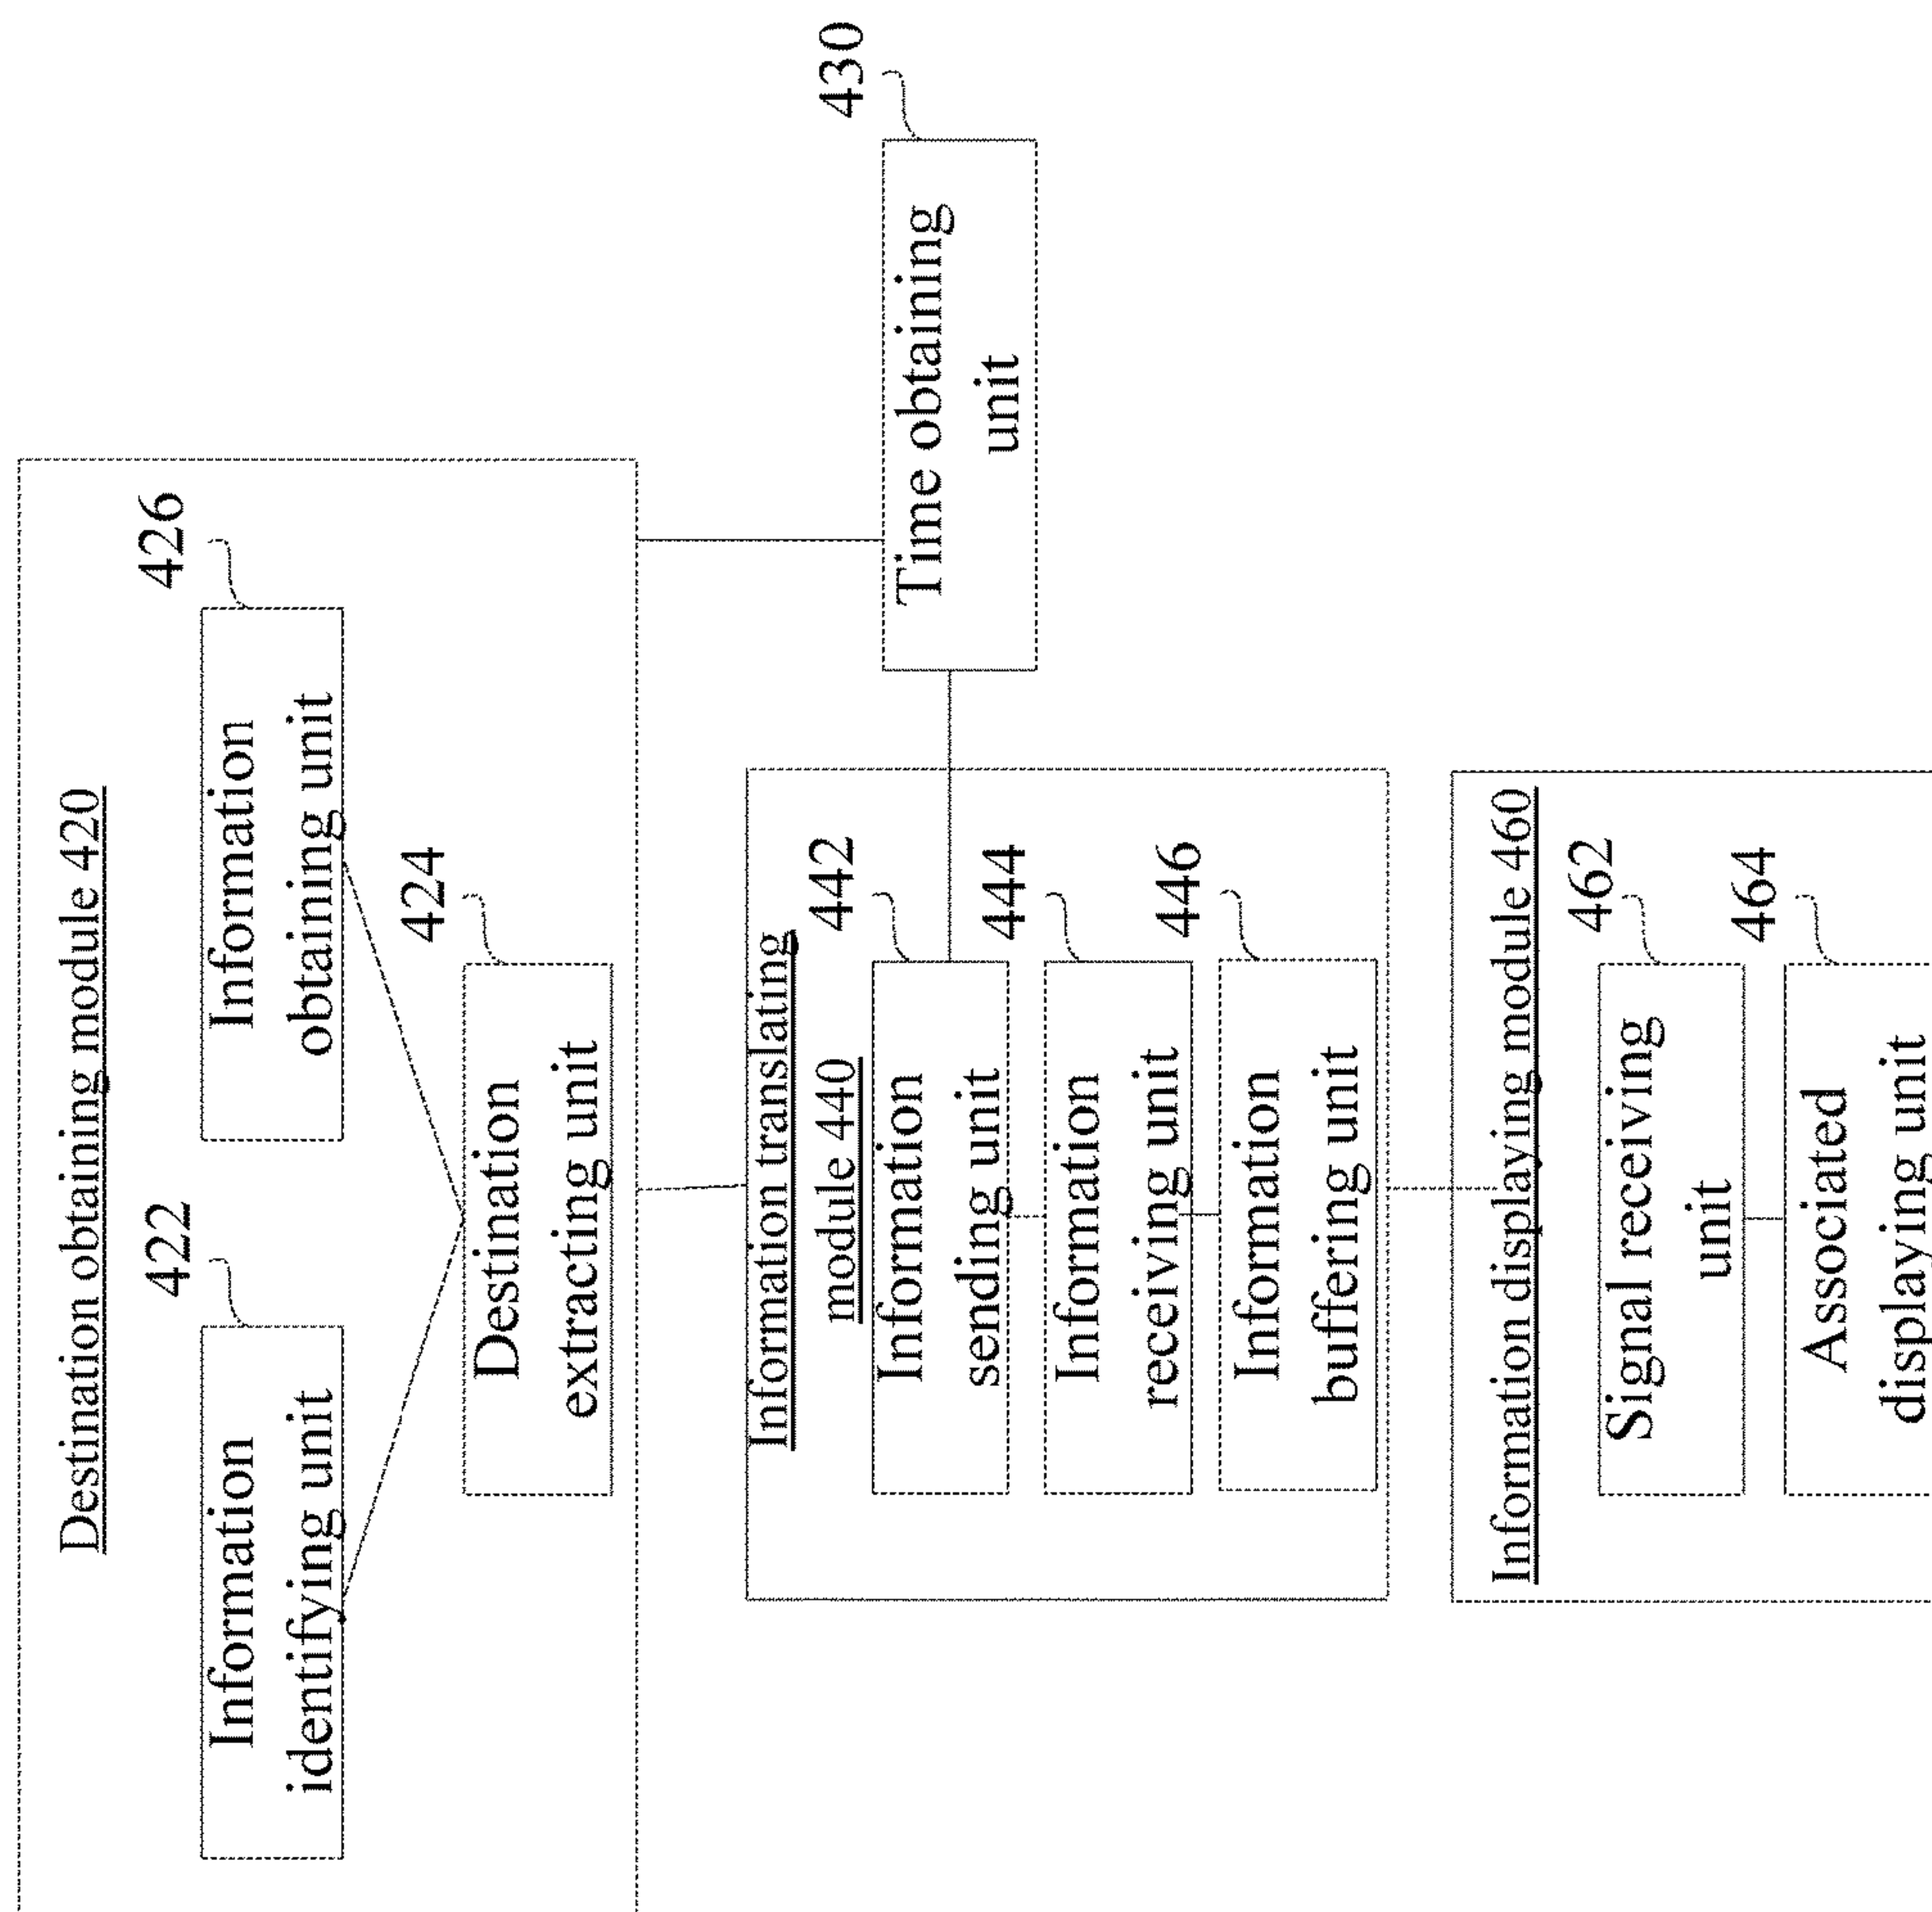 Destination obtaining module 420
422
Information
identifying unit
426
Information
obtaining unit
424
Destination
extracting unit
430
Time obtaining
unit
Information translating
module 440
442
Information
sending unit
444
Information
receiving unit
446
Information
buffering unit
Information displaying module 460
462
Signal receiving
unit
464
Associated
displaying unit